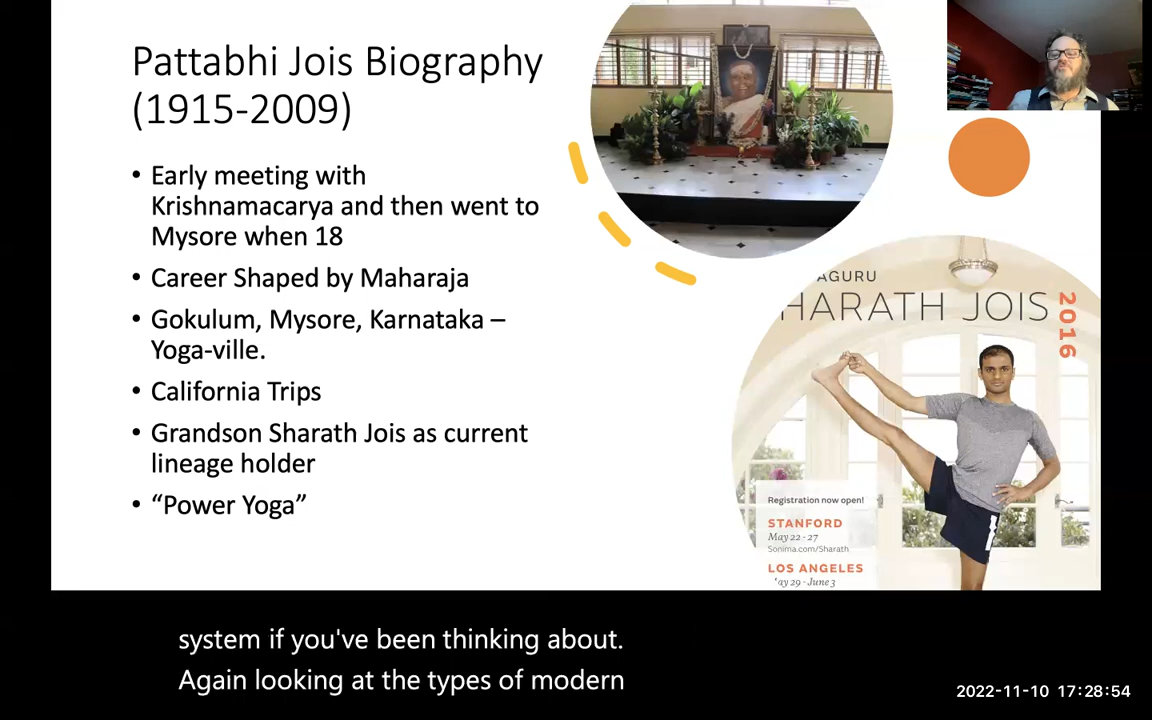 Pattabhi Jois Biography
(1915-2009)
• Early meeting with
Krishnamacarya and then went to
Mysore when 18
• Career Shaped by Maharaja
• Gokulum, Mysore, Karnataka –
Yoga-ville.
• California Trips
• Grandson Sharath Jois as current
lineage holder
• “Power Yoga”
AGURU
HARATH JOIS
2016
Registration now open!
STANFORD
May 22 - 27
Sonima.com/Sharath
LOS ANGELES
ay 29 - June 3
system if you've been thinking about.
Again looking at the types of modern
2022-11-10 17:28:54